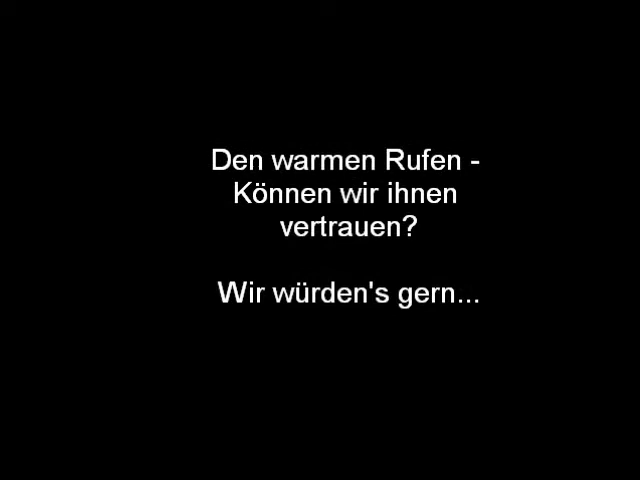 Den warmen Rufen -
Können wir ihnen
vertrauen?
Wir würden's gern...